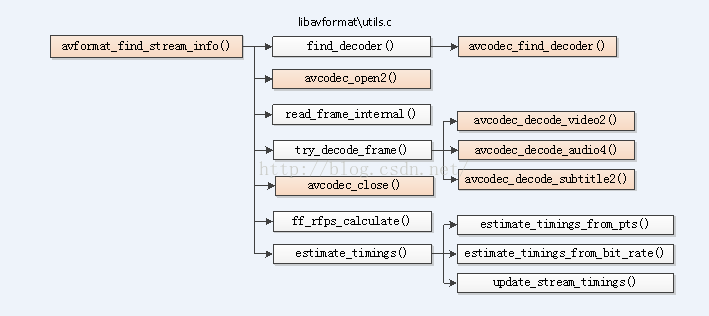 libavformat\utils.c
avformat_find_stream_info()
find_decoder()
avcodec_find_decoder()
avcodec_open2()
read_frame_internal()
try_decode_frame()
avcodec_decode_video2()
avcodec_decode_audio4()
avcodec_decode_subtitle2()
http://blog.csdn.net/
avcodec_close()
ff_rfps_calculate()
estimate_timings()
estimate_timings_from_pts()
estimate_timings_from_bit_rate()
update_stream_timings()